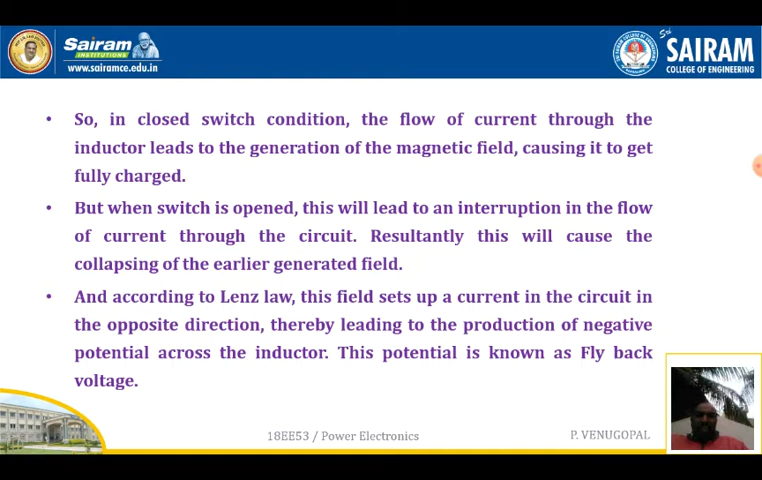 Sairam
INSTITUTIONS
www.sairamce.edu.in
Sri
SAIRAM
COLLEGE OF ENGINEERING
• So, in closed switch condition, the flow of current through the
inductor leads to the generation of the magnetic field, causing it to get
fully charged.
• But when switch is opened, this will lead to an interruption in the flow
of current through the circuit. Resultantly this will cause the
collapsing of the earlier generated field.
• And according to Lenz law, this field sets up a current in the circuit in
the opposite direction, thereby leading to the production of negative
potential across the inductor. This potential is known as Fly back
voltage.
18EE53 / Power Electronics
P. VENUGOPAL